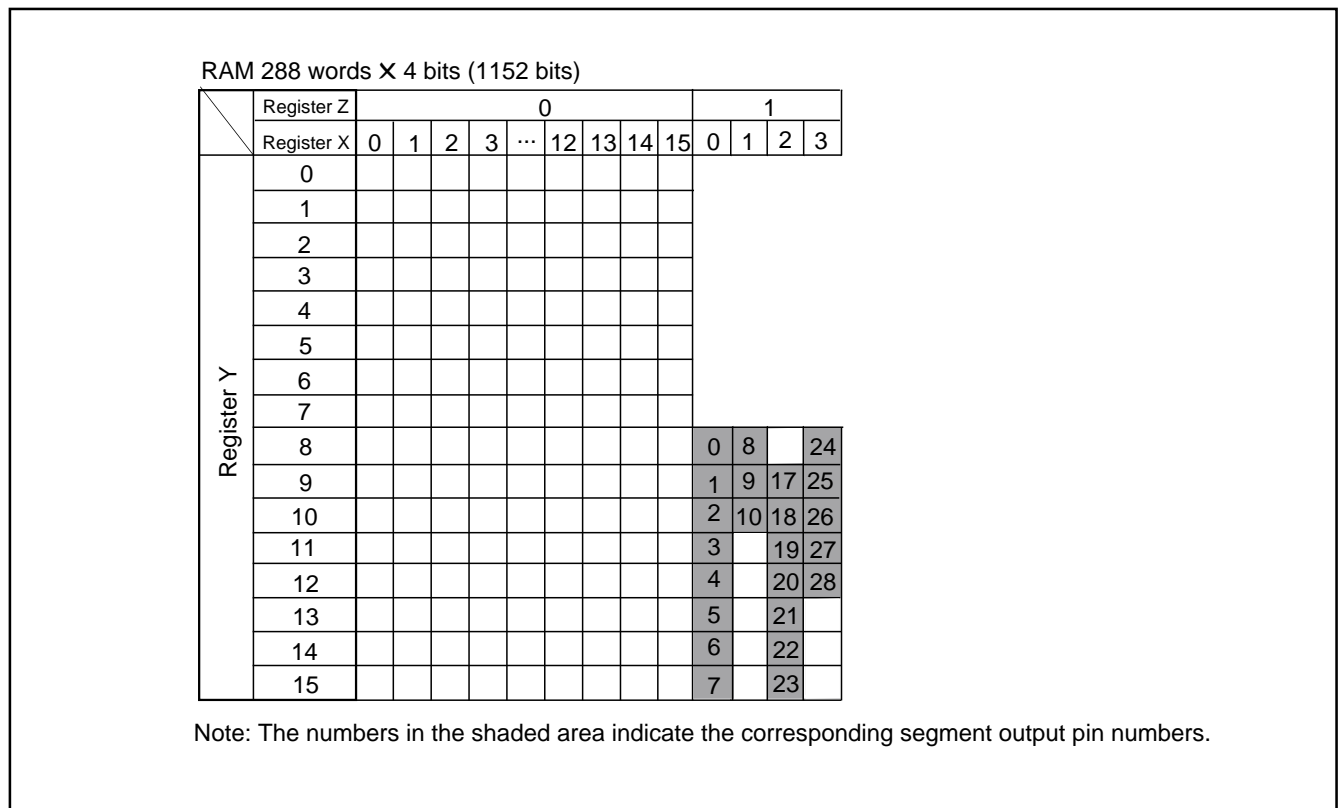 RAM 288 words ✕ 4 bits (1152 bits)
Register Z 0 1
Register X 0 1 2 3 ... 12 13 14 15 0 1 2 3
Register Y
0
1
2
3
4
5
6
7
8 0 8 24
9 1 9 17 25
10 2 10 18 26
11 3 19 27
12 4 20 28
13 5 21
14 6 22
15 7 23
Note: The numbers in the shaded area indicate the corresponding segment output pin numbers.